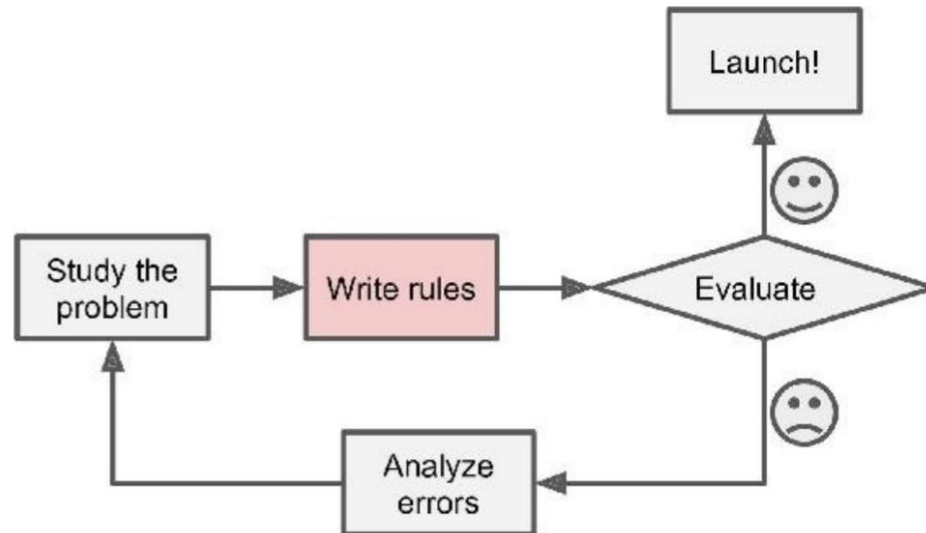 Launch!
Study the
problem
Write rules
Evaluate
Analyze
errors